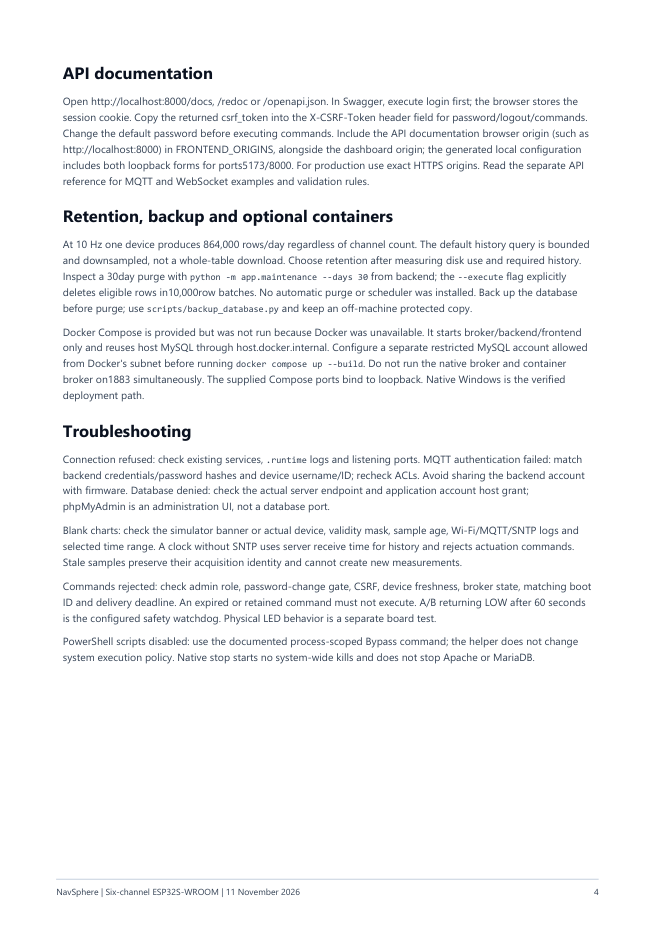 API documentation
Open http://localhost:8000/docs, /redoc or /openapi.json. In Swagger, execute login first; the browser stores the
session cookie. Copy the returned csrf_token into the X-CSRF-Token header field for password/logout/commands.
Change the default password before executing commands. Include the API documentation browser origin (such as
http://localhost:8000) in FRONTEND_ORIGINS, alongside the dashboard origin; the generated local configuration
includes both loopback forms for ports5173/8000. For production use exact HTTPS origins. Read the separate API
reference for MQTT and WebSocket examples and validation rules.
Retention, backup and optional containers
At 10 Hz one device produces 864,000 rows/day regardless of channel count. The default history query is bounded
and downsampled, not a whole-table download. Choose retention after measuring disk use and required history.
Inspect a 30day purge with python -m app.maintenance --days 30 from backend; the --execute flag explicitly
deletes eligible rows in10,000row batches. No automatic purge or scheduler was installed. Back up the database
before purge; use scripts/backup_database.py and keep an off-machine protected copy.
Docker Compose is provided but was not run because Docker was unavailable. It starts broker/backend/frontend
only and reuses host MySQL through host.docker.internal. Configure a separate restricted MySQL account allowed
from Docker's subnet before running docker compose up --build. Do not run the native broker and container
broker on1883 simultaneously. The supplied Compose ports bind to loopback. Native Windows is the verified
deployment path.
Troubleshooting
Connection refused: check existing services, .runtime logs and listening ports. MQTT authentication failed: match
backend credentials/password hashes and device username/ID; recheck ACLs. Avoid sharing the backend account
with firmware. Database denied: check the actual server endpoint and application account host grant;
phpMyAdmin is an administration UI, not a database port.
Blank charts: check the simulator banner or actual device, validity mask, sample age, Wi-Fi/MQTT/SNTP logs and
selected time range. A clock without SNTP uses server receive time for history and rejects actuation commands.
Stale samples preserve their acquisition identity and cannot create new measurements.
Commands rejected: check admin role, password-change gate, CSRF, device freshness, broker state, matching boot
ID and delivery deadline. An expired or retained command must not execute. A/B returning LOW after 60 seconds
is the configured safety watchdog. Physical LED behavior is a separate board test.
PowerShell scripts disabled: use the documented process-scoped Bypass command; the helper does not change
system execution policy. Native stop starts no system-wide kills and does not stop Apache or MariaDB.
NavSphere | Six-channel ESP32S-WROOM | 11 November 2026
4